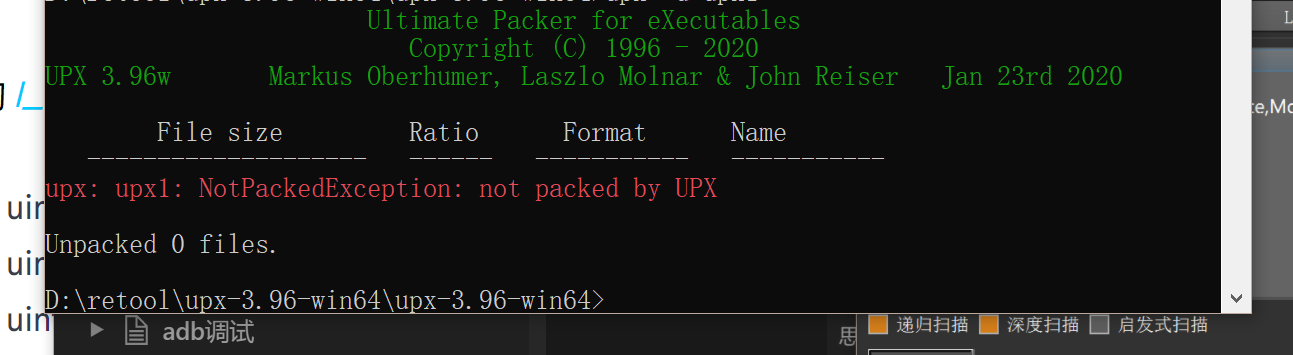 Ultimate Packer for eXecutables
Copyright (C) 1996 - 2020
UPX 3.96w Markus Oberhumer, Laszlo Molnar & John Reiser Jan 23rd 2020
File size Ratio Format Name
-------------------- ------ ----------- -----------
upx: upx1: NotPackedException: not packed by UPX
Unpacked 0 files.
D:\retool\upx-3.96-win64\upx-3.96-win64>
uin
uin
uin
adb调试
思
递归扫描 深度扫描 启发式扫描